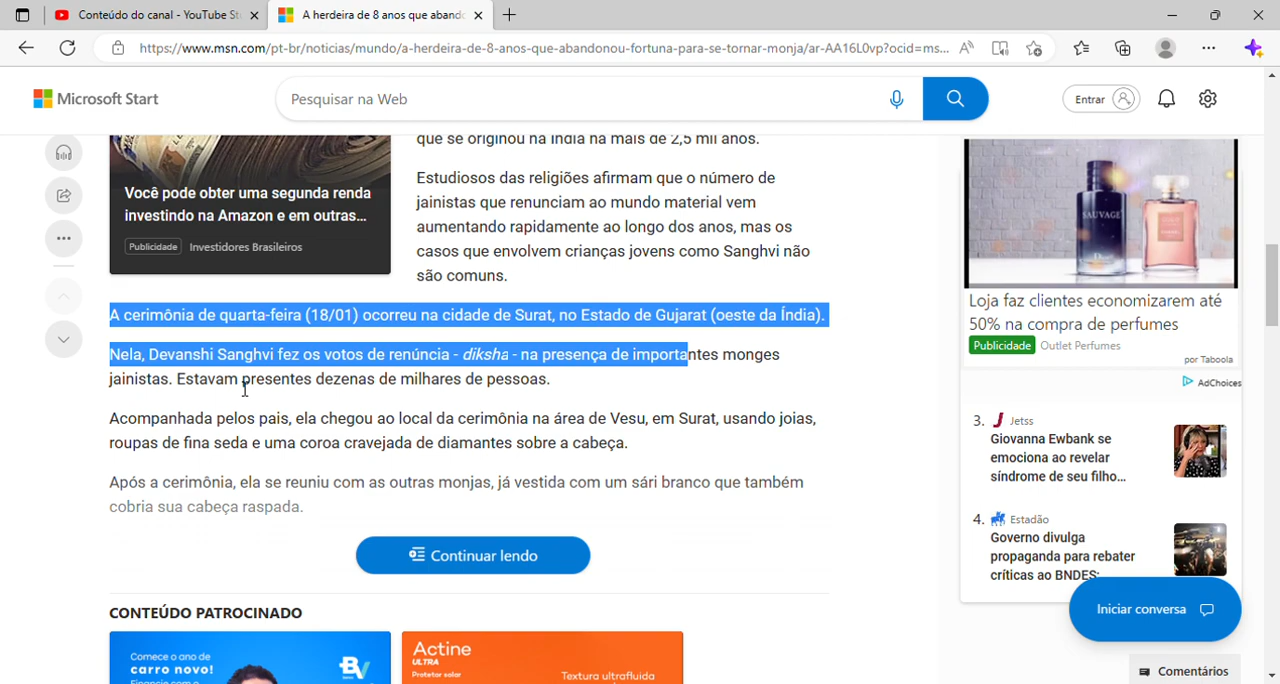 Conteúdo do canal - YouTube St
A herdeira de 8 anos que abando
https://www.msn.com/pt-br/noticias/mundo/a-herdeira-de-8-anos-que-abandonou-fortuna-para-se-tornar-monja/ar-AA16L0vp?ocid=ms...
Microsoft Start
Pesquisar na Web
Entrar
Você pode obter uma segunda renda
investindo na Amazon e em outras...
Publicidade Investidores Brasileiros
que se originou na Índia há mais de 2,5 mil anos.
Estudiosos das religiões afirmam que o número de
jainistas que renunciam ao mundo material vem
aumentando rapidamente ao longo dos anos, mas os
casos que envolvem crianças jovens como Sanghvi não
são comuns.
A cerimônia de quarta-feira (18/01) ocorreu na cidade de Surat, no Estado de Gujarat (oeste da Índia).
Nela, Devanshi Sanghvi fez os votos de renúncia - diksha - na presença de importantes monges
jainistas. Estavam presentes dezenas de milhares de pessoas.
Acompanhada pelos pais, ela chegou ao local da cerimônia na área de Vesu, em Surat, usando joias,
roupas de fina seda e uma coroa cravejada de diamantes sobre a cabeça.
Após a cerimônia, ela se reuniu com as outras monjas, já vestida com um sári branco que também
cobria sua cabeça raspada.
Continuar lendo
CONTEÚDO PATROCINADO
Comece o ano de
carro novo!
Financie com o
BV
Actine
ULTRA
Protetor solar
Textura ultrafluida
SAUVAGE
Loja faz clientes economizarem até
50% na compra de perfumes
Publicidade Outlet Perfumes
por Taboola
AdChoices
3. Jetss
Giovanna Ewbank se
emociona ao revelar
síndrome de seu filho...
4. Estadão
Governo divulga
propaganda para rebater
críticas ao BNDES:
Iniciar conversa
Comentários